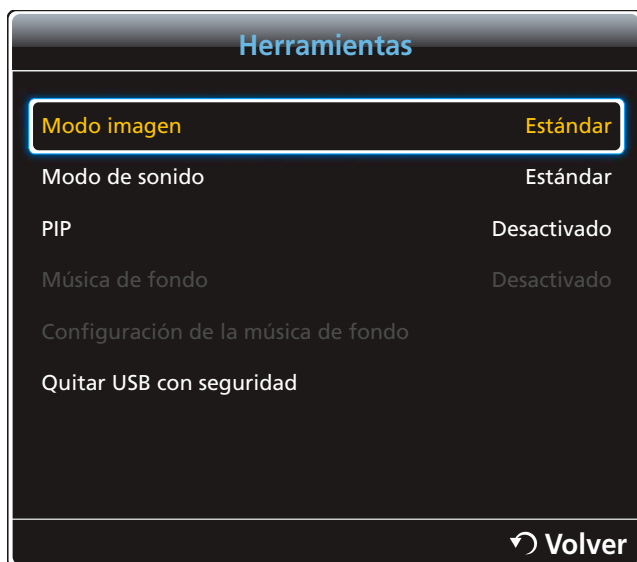 Herramientas
Modo imagen Estándar
Modo de sonido Estándar
PIP Desactivado
Música de fondo Desactivado
Configuración de la música de fondo
Quitar USB con seguridad
Volver